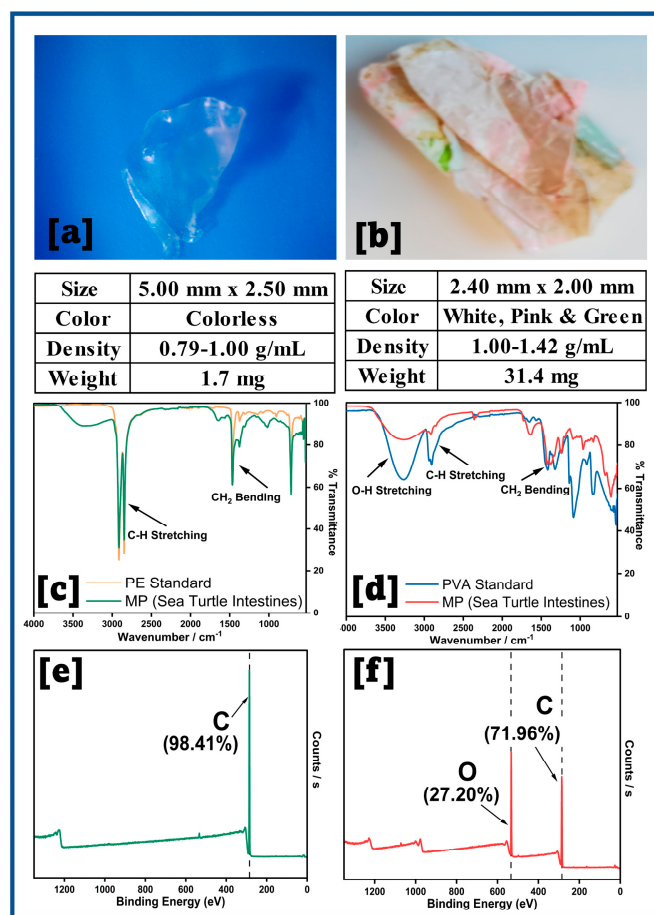 [a]
[b]
Size 5.00 mm x 2.50 mm
Color Colorless
Density 0.79-1.00 g/mL
Weight 1.7 mg
Size 2.40 mm x 2.00 mm
Color White, Pink & Green
Density 1.00-1.42 g/mL
Weight 31.4 mg
100
80
60
40
20
0
% Transmittance
C-H Stretching
CH₂ Bending
[c]
PE Standard
MP (Sea Turtle Intestines)
4000 3500 3000 2500 2000 1500 1000
Wavenumber / cm⁻¹
100
80
60
40
20
0
% Transmittance
O-H Stretching
C-H Stretching
CH₂ Bending
[d]
PVA Standard
MP (Sea Turtle Intestines)
000 3500 3000 2500 2000 1500 1000
Wavenumber / cm⁻¹
[e]
C
(98.41%)
Counts / s
1200 1000 800 600 400 200 0
Binding Energy (eV)
[f]
C
(71.96%)
O
(27.20%)
Counts / s
1200 1000 800 600 400 200 0
Binding Energy (eV)